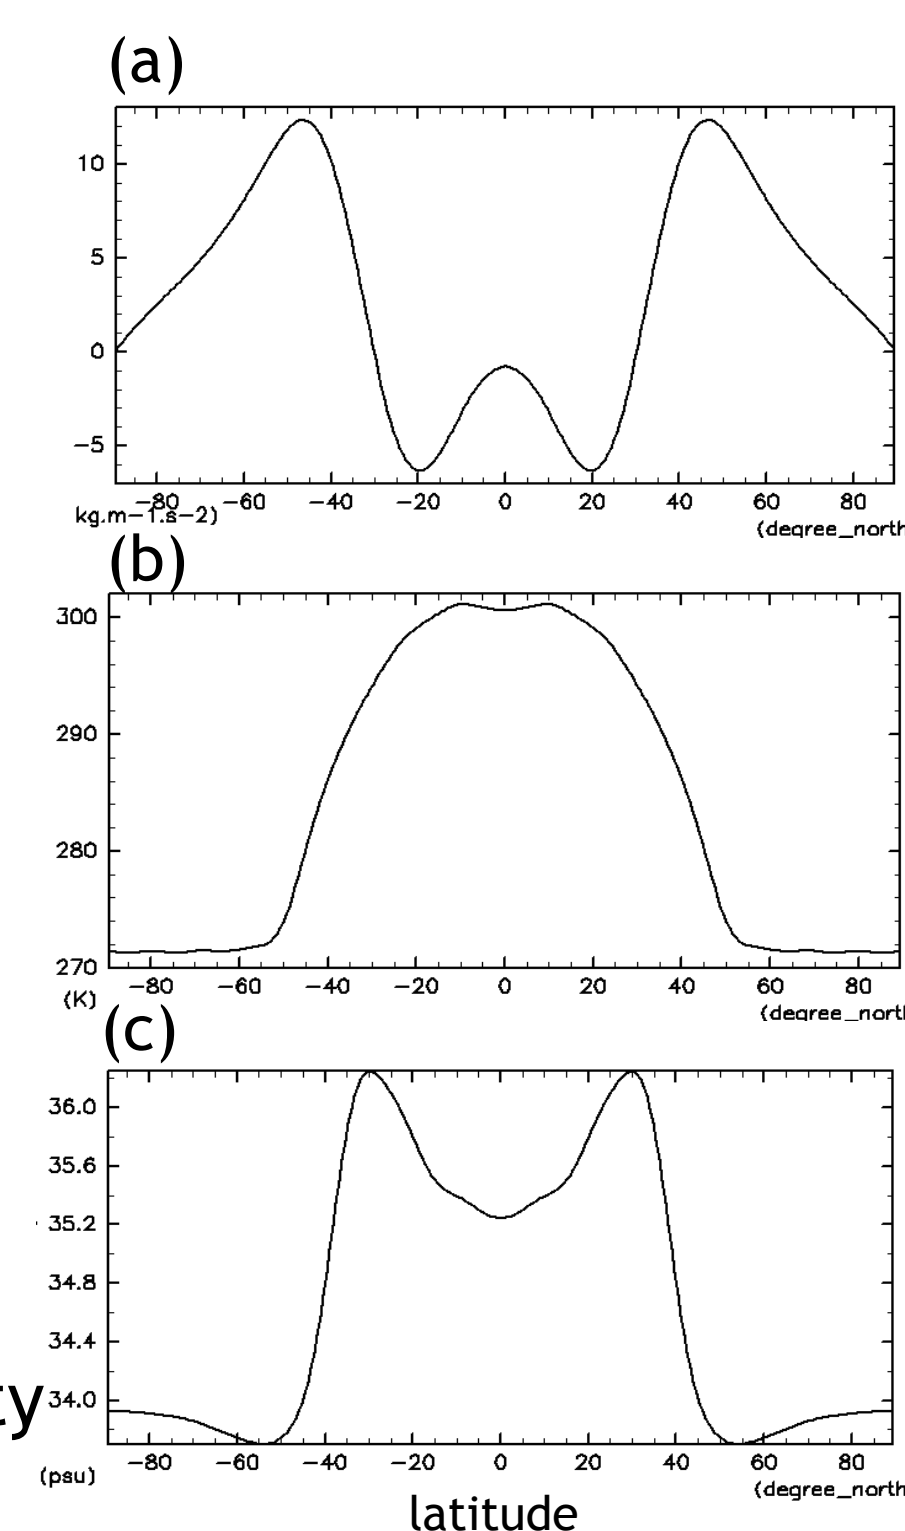 (a)
10
5
0
−5
−80 −60 −40 −20 0 20 40 60 80
kg.m−1.s−2) (degree_north
(b)
300
290
280
270
−80 −60 −40 −20 0 20 40 60 80
(K) (degree_north
(c)
36.0
35.6
35.2
34.8
34.4
34.0
ty
−80 −60 −40 −20 0 20 40 60 80
(psu) (degree_north
latitude